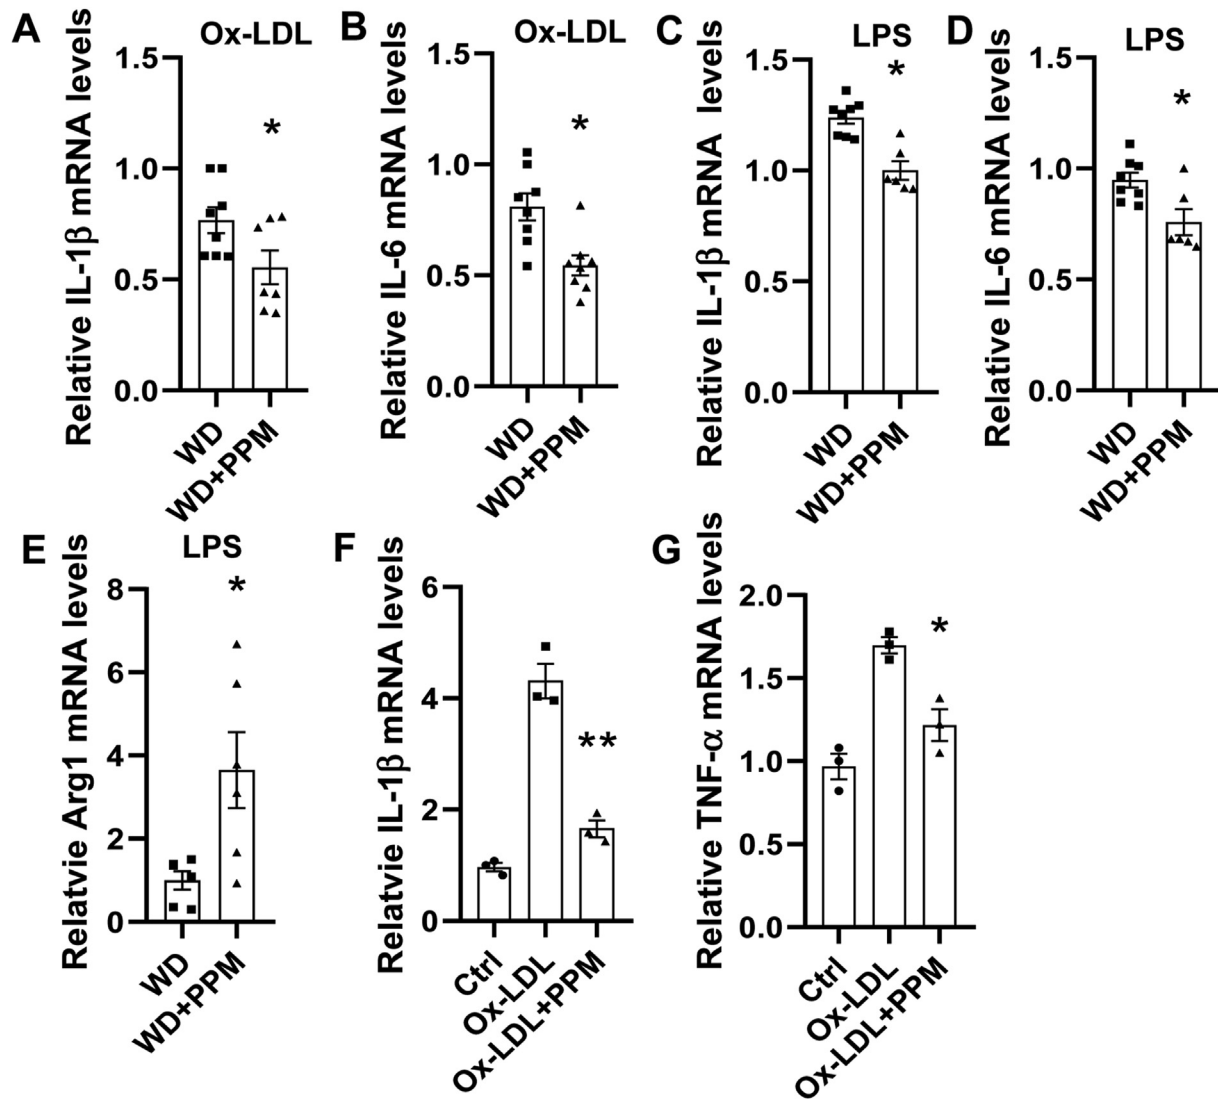 A
Relative IL-1β mRNA levels
Ox-LDL
*
1.5
1.0
0.5
0.0
WD
WD+PPM
B
Relative IL-6 mRNA levels
Ox-LDL
*
1.5
1.0
0.5
0.0
WD
WD+PPM
C
Relative IL-1β mRNA levels
LPS
*
1.5
1.0
0.5
0.0
WD
WD+PPM
D
Relative IL-6 mRNA levels
LPS
*
1.5
1.0
0.5
0.0
WD
WD+PPM
E
Relatvie Arg1 mRNA levels
LPS
*
8
6
4
2
0
WD
WD+PPM
F
Relatvie IL-1β mRNA levels
**
6
4
2
0
Ctrl
Ox-LDL
Ox-LDL+PPM
G
Relative TNF-α mRNA levels
*
2.0
1.5
1.0
0.5
0.0
Ctrl
Ox-LDL
Ox-LDL+PPM